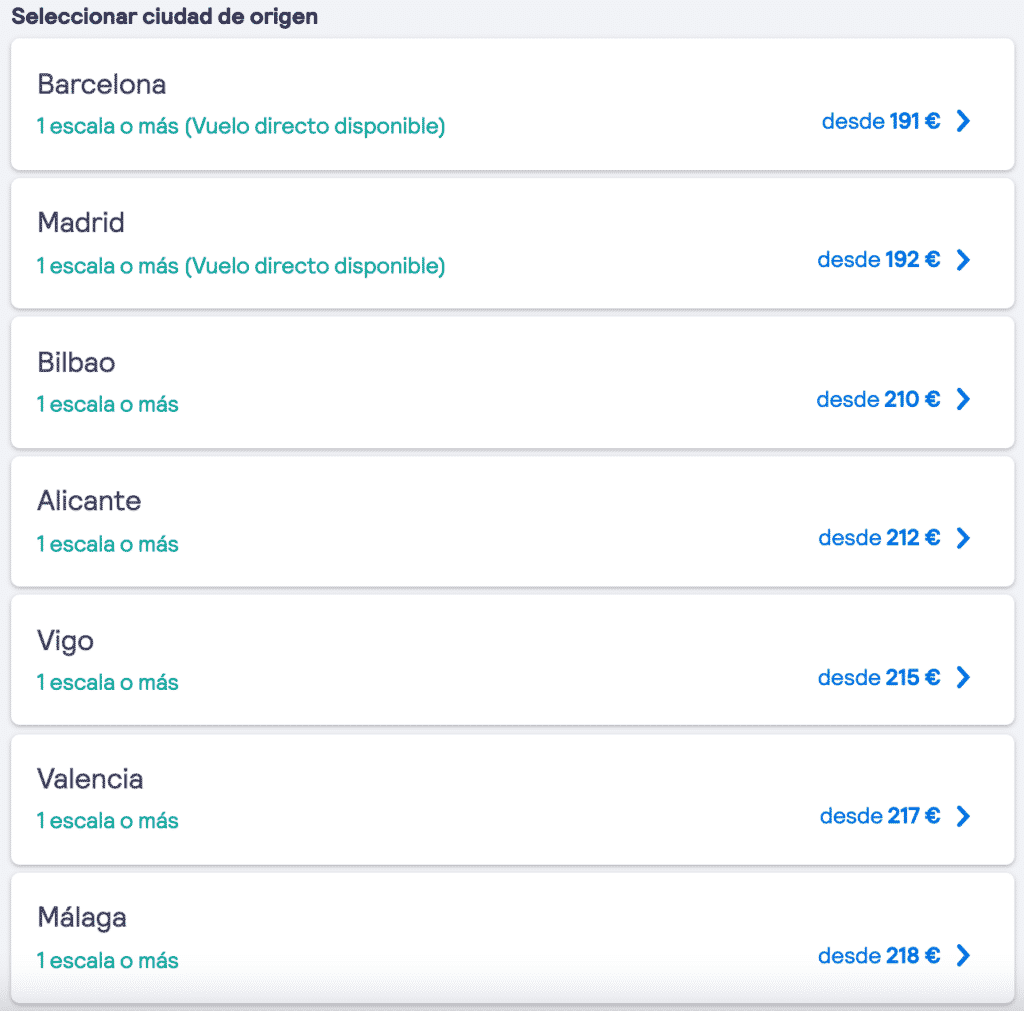 Seleccionar ciudad de origen
Barcelona
1 escala o más (Vuelo directo disponible)
desde 191 €
Madrid
1 escala o más (Vuelo directo disponible)
desde 192 €
Bilbao
1 escala o más
desde 210 €
Alicante
1 escala o más
desde 212 €
Vigo
1 escala o más
desde 215 €
Valencia
1 escala o más
desde 217 €
Málaga
1 escala o más
desde 218 €